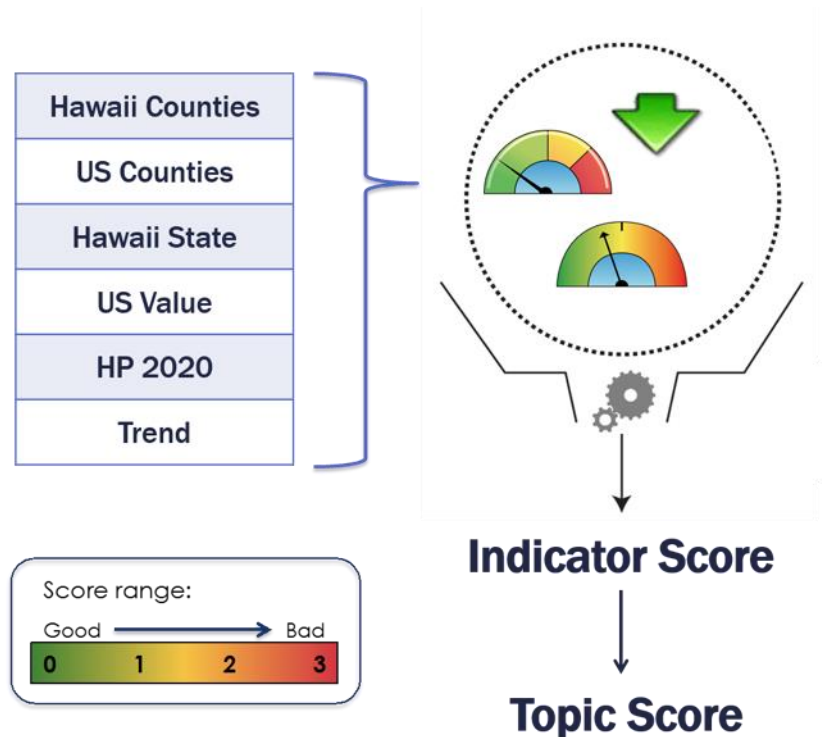 Hawaii Counties
US Counties
Hawaii State
US Value
HP 2020
Trend
Indicator Score
Score range:
Good Bad
0 1 2 3
Topic Score